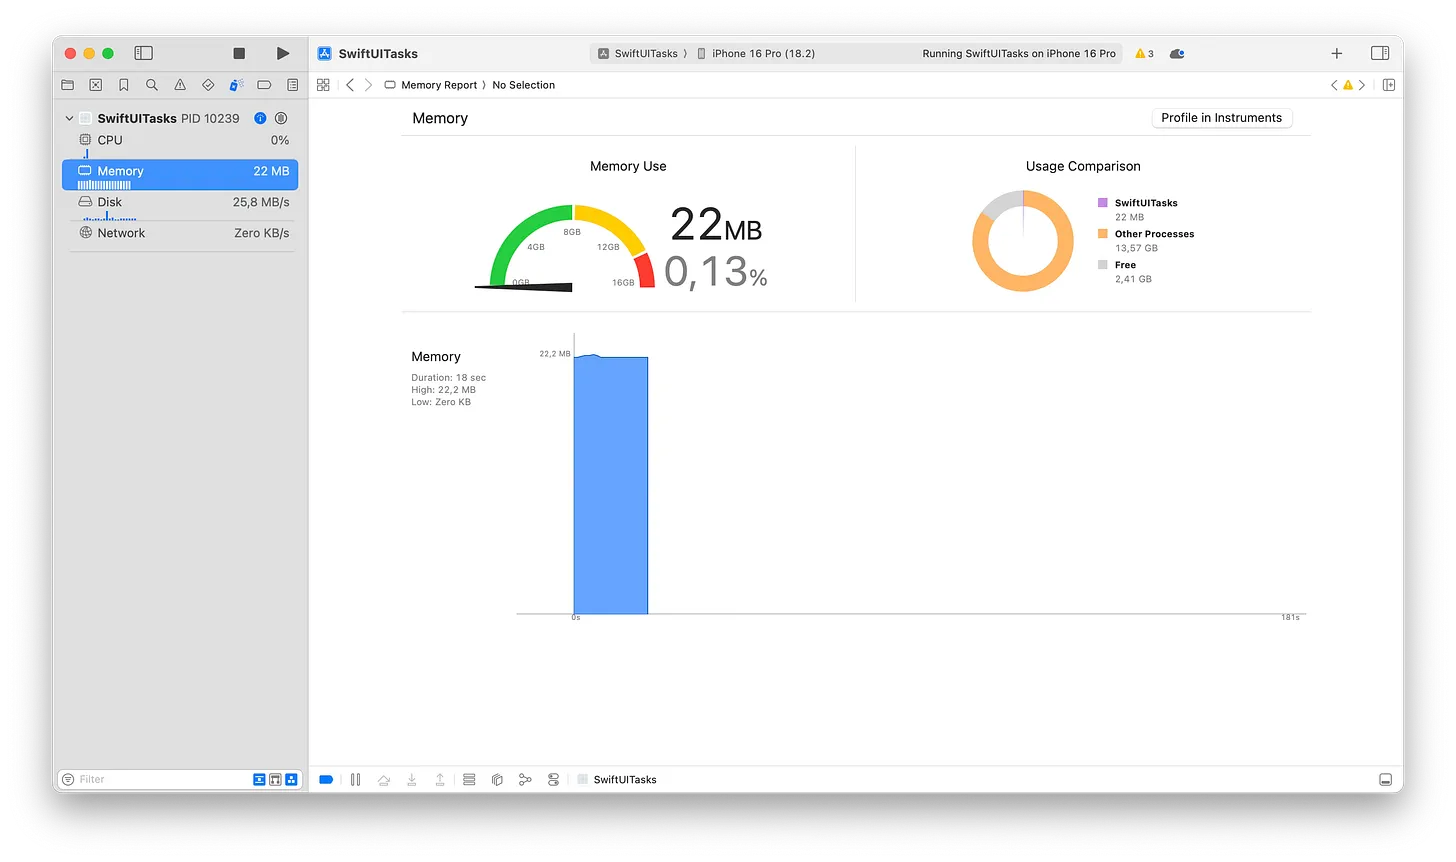 SwiftUITasks
SwiftUITasks 〉 iPhone 16 Pro (18.2)
Running SwiftUITasks on iPhone 16 Pro
3
Memory Report 〉 No Selection
SwiftUITasks PID 10239
CPU 0%
Memory 22 MB
Disk 25,8 MB/s
Network Zero KB/s
Filter
Memory
Profile in Instruments
Memory Use
0GB
4GB
8GB
12GB
16GB
22MB
0,13%
Usage Comparison
SwiftUITasks
22 MB
Other Processes
13,57 GB
Free
2,41 GB
Memory
Duration: 18 sec
High: 22,2 MB
Low: Zero KB
22,2 MB
0s
181s
SwiftUITasks